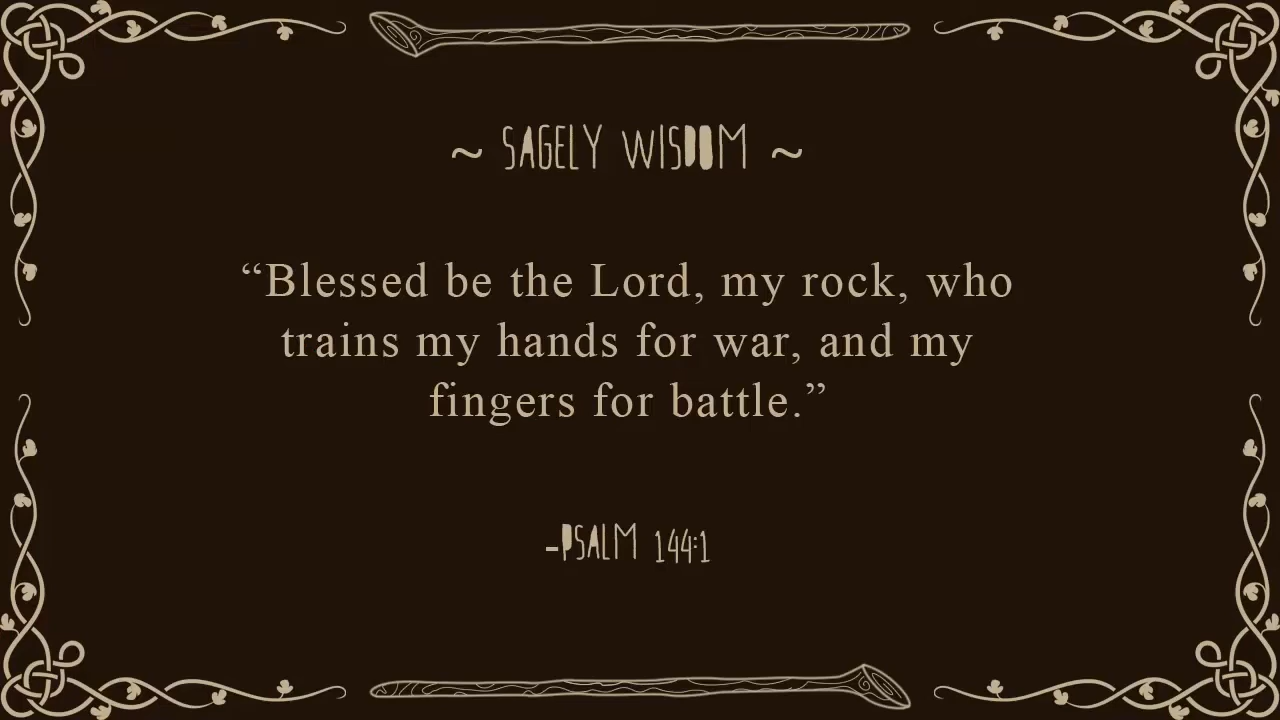 ~ SAGELY WISDOM ~
“Blessed be the Lord, my rock, who
trains my hands for war, and my
fingers for battle.”
-PSALM 144:1